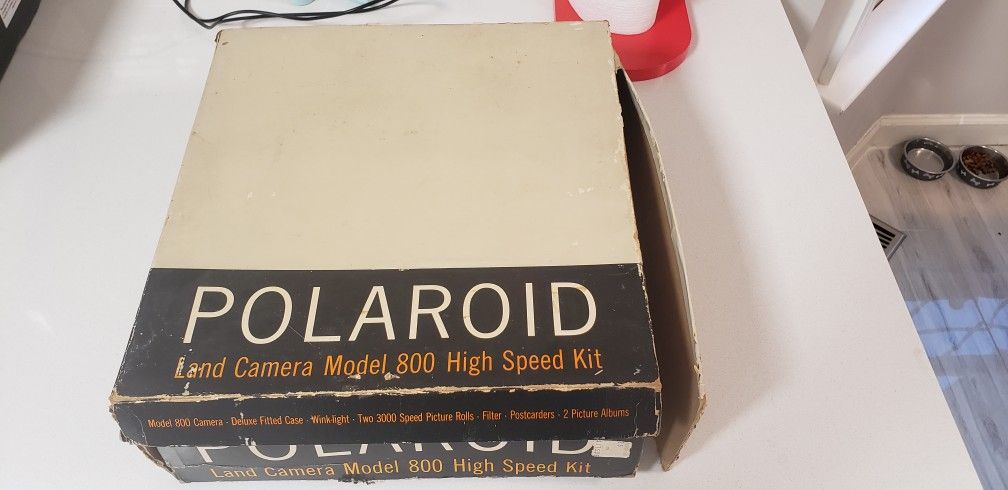 POLAROID
Land Camera Model 800 High Speed Kit
Model 800 Camera · Deluxe Fitted Case · Wink-light · Two 3000 Speed Picture Rolls · Filter · Postcarders · 2 Picture Albums
POLAROID
Land Camera Model 800 High Speed Kit